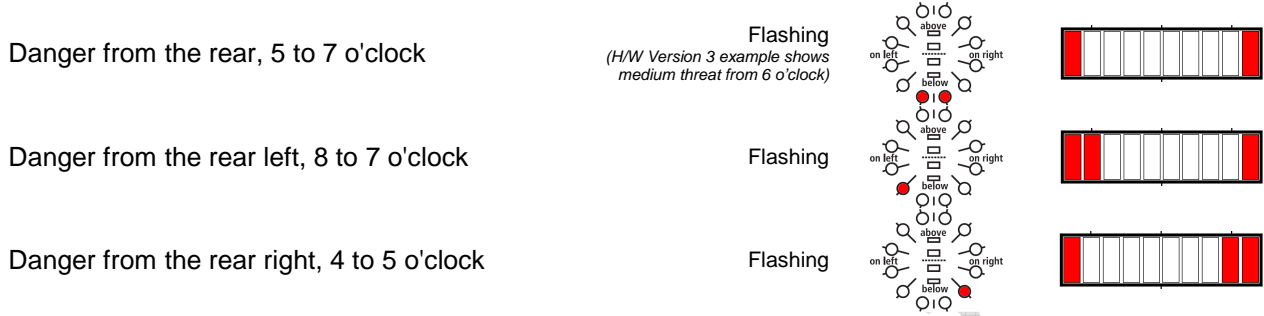 Danger from the rear, 5 to 7 o'clock
Flashing
(H/W Version 3 example shows
medium threat from 6 o'clock)
above
on left
on right
below
Danger from the rear left, 8 to 7 o'clock
Flashing
above
on left
on right
below
Danger from the rear right, 4 to 5 o'clock
Flashing
above
on left
on right
below